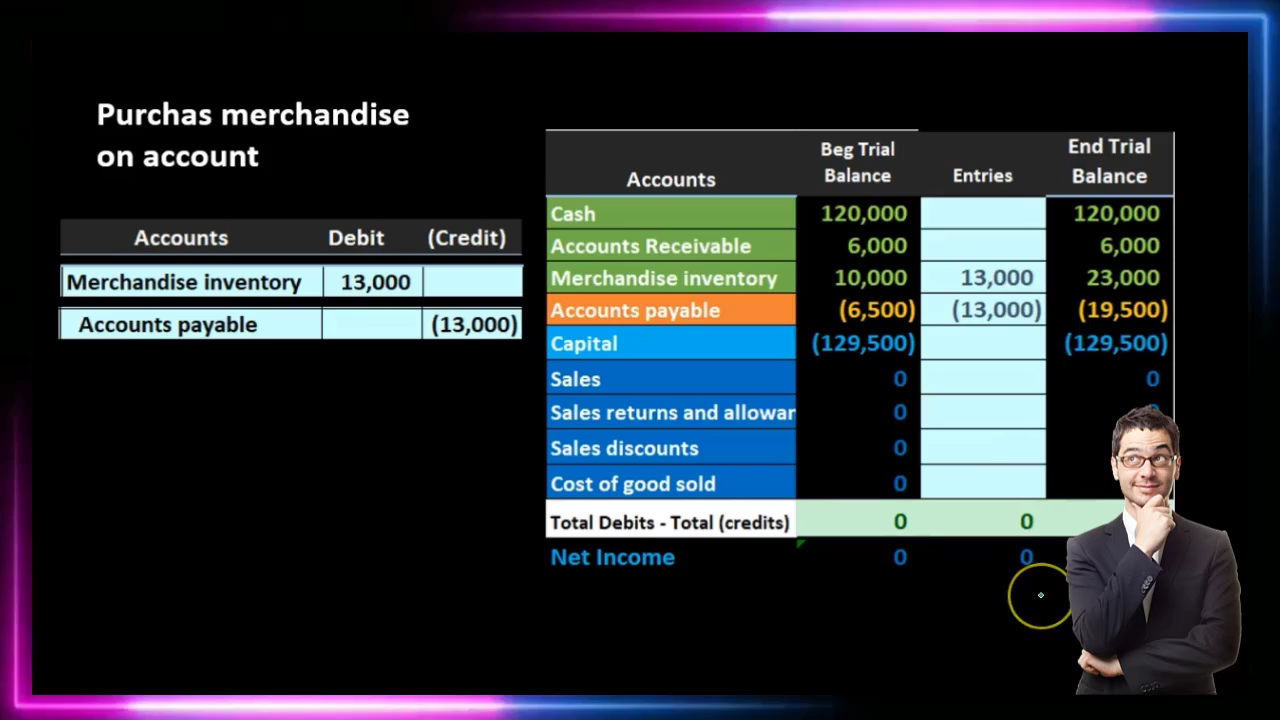 Purchas merchandise
on account
Accounts Debit (Credit)
Merchandise inventory 13,000
Accounts payable (13,000)
Accounts Beg Trial Balance Entries End Trial Balance
Cash 120,000 120,000
Accounts Receivable 6,000 6,000
Merchandise inventory 10,000 13,000 23,000
Accounts payable (6,500) (13,000) (19,500)
Capital (129,500) (129,500)
Sales 0 0
Sales returns and allowan 0
Sales discounts 0
Cost of good sold 0
Total Debits - Total (credits) 0 0
Net Income 0 0